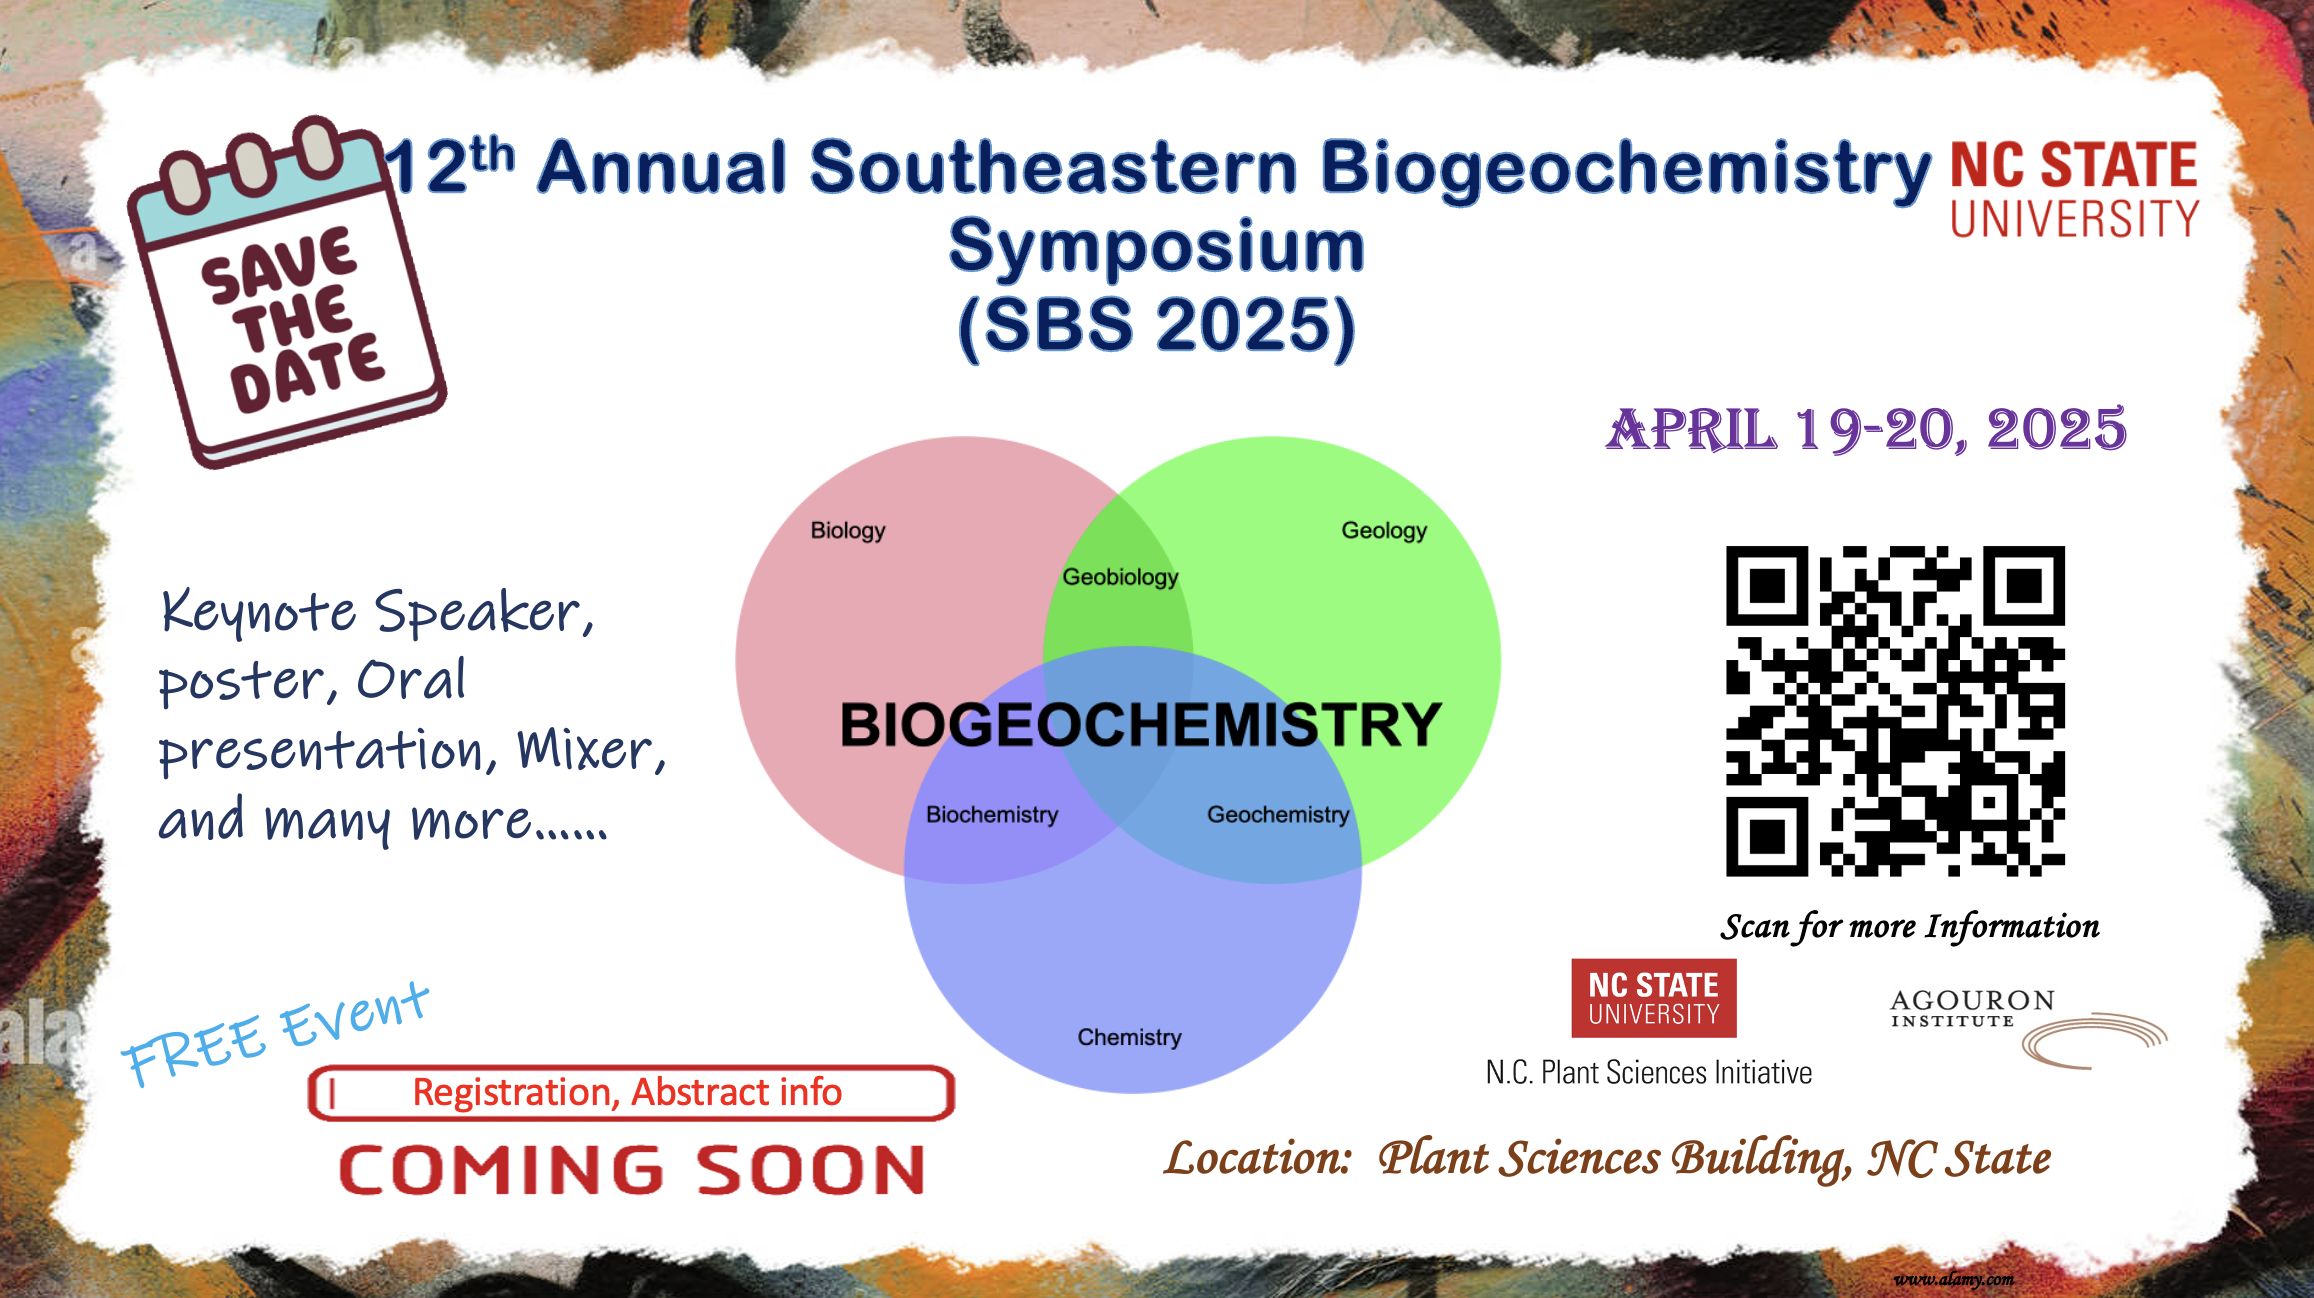 SAVE
THE
DATE
12th Annual Southeastern Biogeochemistry
Symposium
(SBS 2025)
NC STATE
UNIVERSITY
APRIL 19-20, 2025
Keynote Speaker,
poster, Oral
presentation, Mixer,
and many more......
Biology
Geology
Geobiology
BIOGEOCHEMISTRY
Biochemistry
Geochemistry
Chemistry
Scan for more Information
NC STATE
UNIVERSITY
N.C. Plant Sciences Initiative
AGOURON
INSTITUTE
FREE Event
Registration, Abstract info
COMING SOON
Location: Plant Sciences Building, NC State
www.alamy.com
a
a
ala